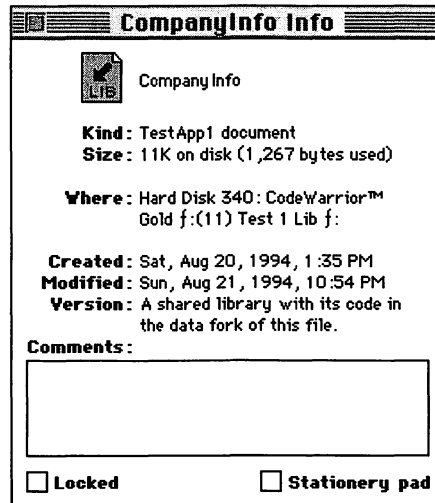 CompanyInfo Info
LIB
CompanyInfo
Kind: TestApp1 document
Size: 11K on disk (1,267 bytes used)
Where: Hard Disk 340: CodeWarrior™
Gold ƒ:(11) Test 1 Lib ƒ:
Created: Sat, Aug 20, 1994, 1:35 PM
Modified: Sun, Aug 21, 1994, 10:54 PM
Version: A shared library with its code in
the data fork of this file.
Comments:
Locked
Stationery pad